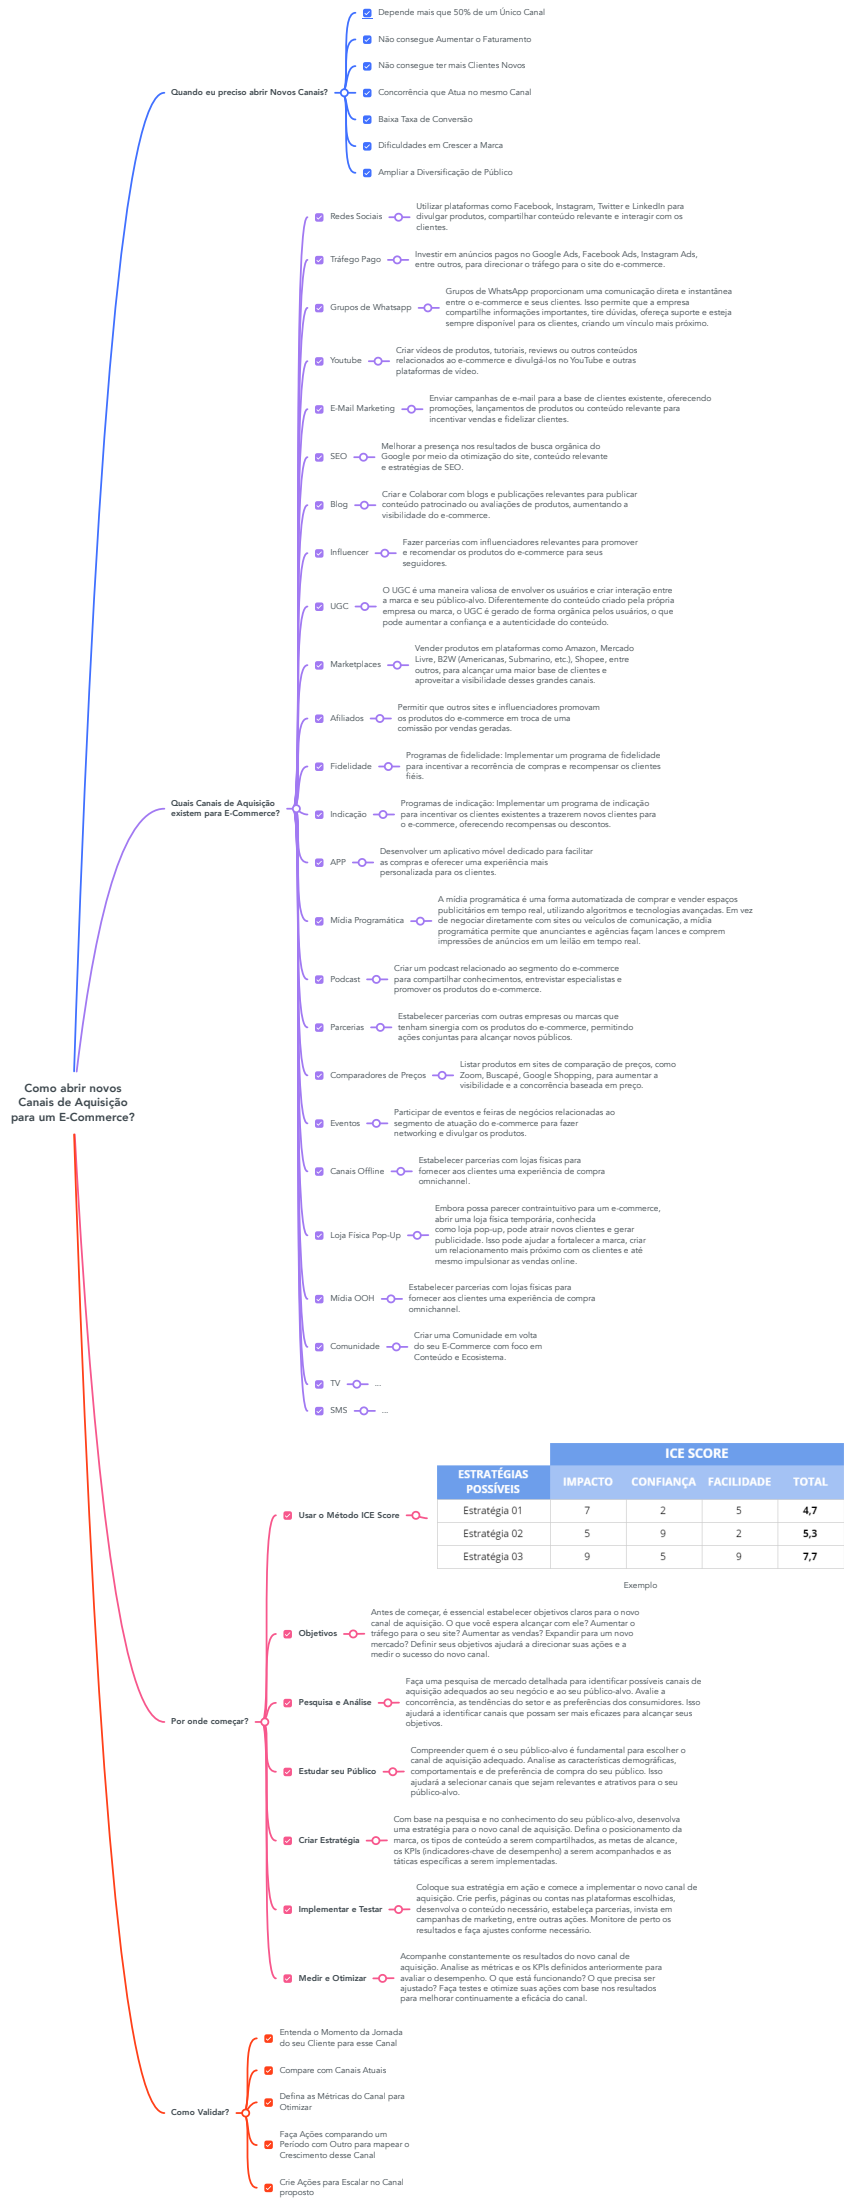 Depende mais que 50% de um Único Canal
Não consegue Aumentar o Faturamento
Não consegue ter mais Clientes Novos
Quando eu preciso abrir Novos Canais?
Concorrência que Atua no mesmo Canal
Baixa Taxa de Conversão
Dificuldades em Crescer a Marca
Ampliar a Diversificação de Público
Redes Sociais
Utilizar plataformas como Facebook, Instagram, Twitter e LinkedIn para
divulgar produtos, compartilhar conteúdo relevante e interagir com os
clientes.
Tráfego Pago
Investir em anúncios pagos no Google Ads, Facebook Ads, Instagram Ads,
entre outros, para direcionar o tráfego para o site do e-commerce.
Grupos de Whatsapp
Grupos de WhatsApp proporcionam uma comunicação direta e instantânea
entre o e-commerce e seus clientes. Isso permite que a empresa
compartilhe informações importantes, tire dúvidas, ofereça suporte e esteja
sempre disponível para os clientes, criando um vínculo mais próximo.
Youtube
Criar vídeos de produtos, tutoriais, reviews ou outros conteúdos
relacionados ao e-commerce e divulgá-los no YouTube e outras
plataformas de vídeo.
E-Mail Marketing
Enviar campanhas de e-mail para a base de clientes existente, oferecendo
promoções, lançamentos de produtos ou conteúdo relevante para
incentivar vendas e fidelizar clientes.
SEO
Melhorar a presença nos resultados de busca orgânica do
Google por meio da otimização do site, conteúdo relevante
e estratégias de SEO.
Blog
Criar e Colaborar com blogs e publicações relevantes para publicar
conteúdo patrocinado ou avaliações de produtos, aumentando a
visibilidade do e-commerce.
Influencer
Fazer parcerias com influenciadores relevantes para promover
e recomendar os produtos do e-commerce para seus
seguidores.
UGC
O UGC é uma maneira valiosa de envolver os usuários e criar interação entre
a marca e seu público-alvo. Diferentemente do conteúdo criado pela própria
empresa ou marca, o UGC é gerado de forma orgânica pelos usuários, o que
pode aumentar a confiança e a autenticidade do conteúdo.
Marketplaces
Vender produtos em plataformas como Amazon, Mercado
Livre, B2W (Americanas, Submarino, etc.), Shopee, entre
outros, para alcançar uma maior base de clientes e
aproveitar a visibilidade desses grandes canais.
Afiliados
Permitir que outros sites e influenciadores promovam
os produtos do e-commerce em troca de uma
comissão por vendas geradas.
Fidelidade
Programas de fidelidade: Implementar um programa de fidelidade
para incentivar a recorrência de compras e recompensar os clientes
fiéis.
Quais Canais de Aquisição
existem para E-Commerce?
Indicação
Programas de indicação: Implementar um programa de indicação
para incentivar os clientes existentes a trazerem novos clientes para
o e-commerce, oferecendo recompensas ou descontos.
APP
Desenvolver um aplicativo móvel dedicado para facilitar
as compras e oferecer uma experiência mais
personalizada para os clientes.
Mídia Programática
A mídia programática é uma forma automatizada de comprar e vender espaços
publicitários em tempo real, utilizando algoritmos e tecnologias avançadas. Em vez
de negociar diretamente com sites ou veículos de comunicação, a mídia
programática permite que anunciantes e agências façam lances e comprem
impressões de anúncios em um leilão em tempo real.
Podcast
Criar um podcast relacionado ao segmento do e-commerce
para compartilhar conhecimentos, entrevistar especialistas e
promover os produtos do e-commerce.
Parcerias
Estabelecer parcerias com outras empresas ou marcas que
tenham sinergia com os produtos do e-commerce, permitindo
ações conjuntas para alcançar novos públicos.
Comparadores de Preços
Listar produtos em sites de comparação de preços, como
Zoom, Buscapé, Google Shopping, para aumentar a
visibilidade e a concorrência baseada em preço.
Como abrir novos
Canais de Aquisição
para um E-Commerce?
Eventos
Participar de eventos e feiras de negócios relacionadas ao
segmento de atuação do e-commerce para fazer
networking e divulgar os produtos.
Canais Offline
Estabelecer parcerias com lojas físicas para
fornecer aos clientes uma experiência de compra
omnichannel.
Loja Física Pop-Up
Embora possa parecer contraintuitivo para um e-commerce,
abrir uma loja física temporária, conhecida
como loja pop-up, pode atrair novos clientes e gerar
publicidade. Isso pode ajudar a fortalecer a marca, criar
um relacionamento mais próximo com os clientes e até
mesmo impulsionar as vendas online.
Mídia OOH
Estabelecer parcerias com lojas físicas para
fornecer aos clientes uma experiência de compra
omnichannel.
Comunidade
Criar uma Comunidade em volta
do seu E-Commerce com foco em
Conteúdo e Ecosistema.
TV ...
SMS ...
ICE SCORE
ESTRATÉGIAS
POSSÍVEIS
IMPACTO CONFIANÇA FACILIDADE TOTAL
Estratégia 01 7 2 5 4,7
Usar o Método ICE Score
Estratégia 02 5 9 2 5,3
Estratégia 03 9 5 9 7,7
Exemplo
Objetivos
Antes de começar, é essencial estabelecer objetivos claros para o novo
canal de aquisição. O que você espera alcançar com ele? Aumentar o
tráfego para o seu site? Aumentar as vendas? Expandir para um novo
mercado? Definir seus objetivos ajudará a direcionar suas ações e a
medir o sucesso do novo canal.
Pesquisa e Análise
Faça uma pesquisa de mercado detalhada para identificar possíveis canais de
aquisição adequados ao seu negócio e ao seu público-alvo. Avalie a
concorrência, as tendências do setor e as preferências dos consumidores. Isso
ajudará a identificar canais que possam ser mais eficazes para alcançar seus
objetivos.
Por onde começar?
Estudar seu Público
Compreender quem é o seu público-alvo é fundamental para escolher o
canal de aquisição adequado. Analise as características demográficas,
comportamentais e de preferência de compra do seu público. Isso
ajudará a selecionar canais que sejam relevantes e atrativos para o seu
público-alvo.
Criar Estratégia
Com base na pesquisa e no conhecimento do seu público-alvo, desenvolva
uma estratégia para o novo canal de aquisição. Defina o posicionamento da
marca, os tipos de conteúdo a serem compartilhados, as metas de alcance,
os KPIs (indicadores-chave de desempenho) a serem acompanhados e as
táticas específicas a serem implementadas.
Implementar e Testar
Coloque sua estratégia em ação e comece a implementar o novo canal de
aquisição. Crie perfis, páginas ou contas nas plataformas escolhidas,
desenvolva o conteúdo necessário, estabeleça parcerias, invista em
campanhas de marketing, entre outras ações. Monitore de perto os
resultados e faça ajustes conforme necessário.
Medir e Otimizar
Acompanhe constantemente os resultados do novo canal de
aquisição. Analise as métricas e os KPIs definidos anteriormente para
avaliar o desempenho. O que está funcionando? O que precisa ser
ajustado? Faça testes e otimize suas ações com base nos resultados
para melhorar continuamente a eficácia do canal.
Entenda o Momento da Jornada
do seu Cliente para esse Canal
Compare com Canais Atuais
Defina as Métricas do Canal para
Otimizar
Como Validar?
Faça Ações comparando um
Período com Outro para mapear o
Crescimento desse Canal
Crie Ações para Escalar no Canal
proposto